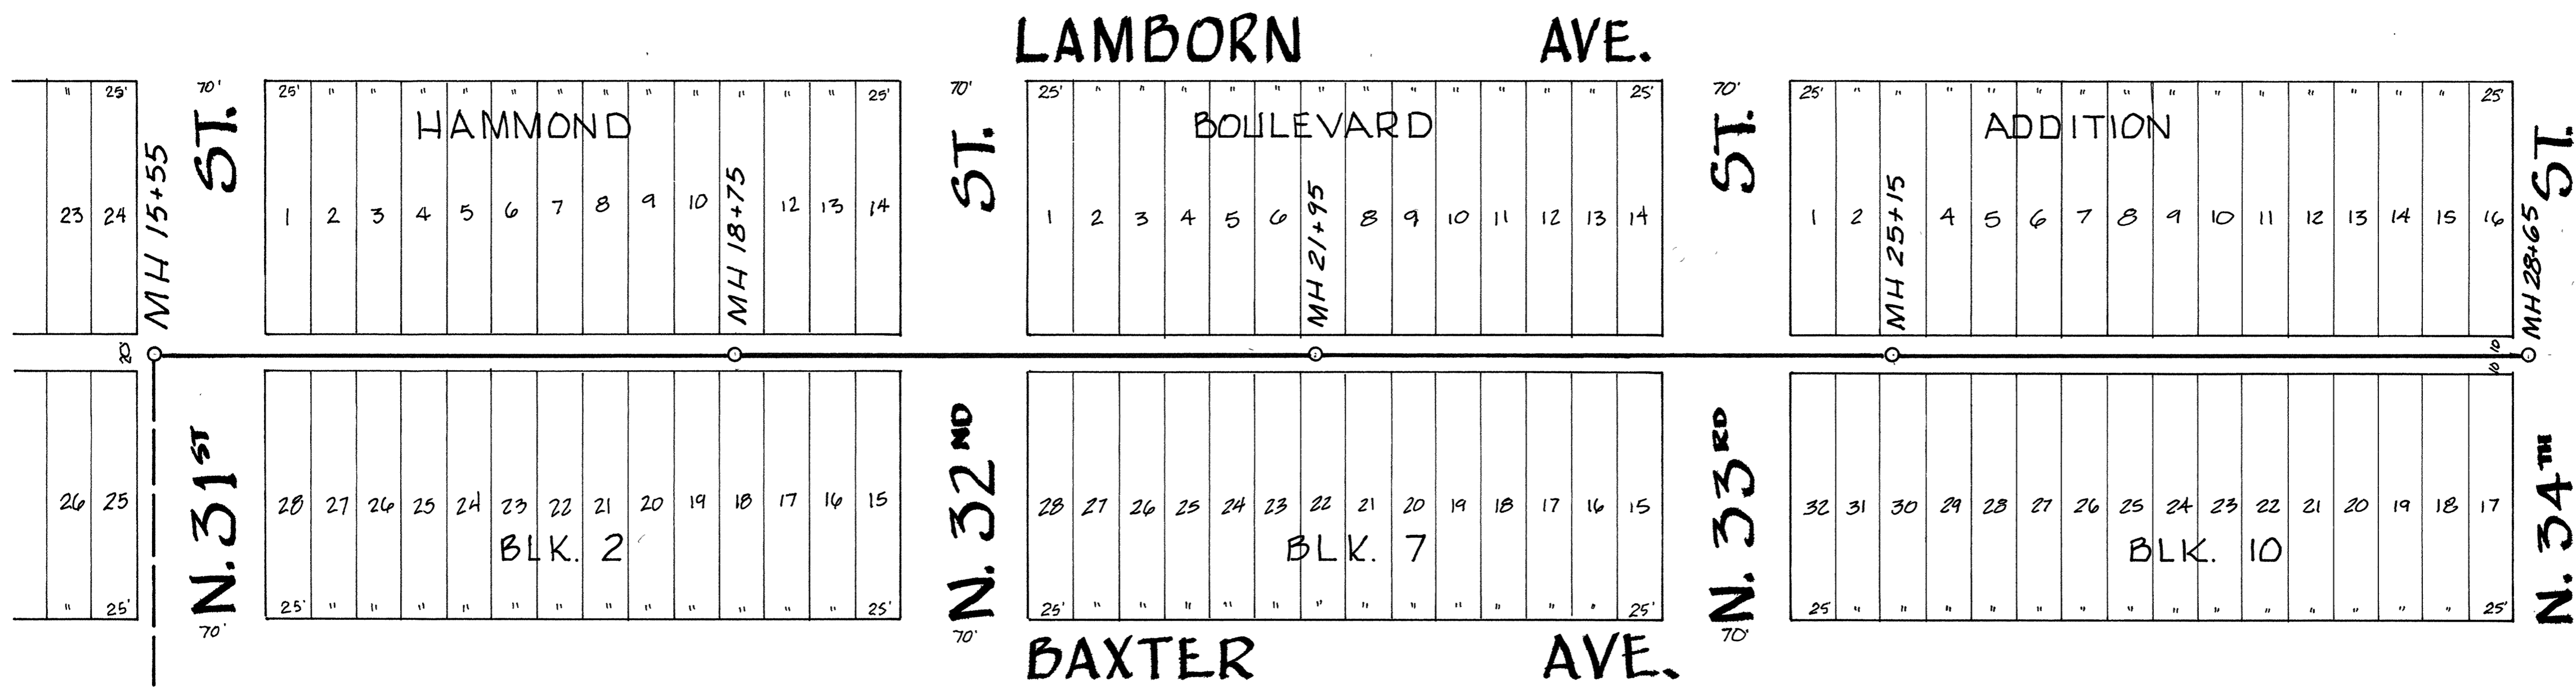 LAMBORN AVE.
25' 70' 25' " " " " " " " " " " " " 25' 70' 25' " " " " " " " " " " " " 25' 70' 25' " " " " " " " " " " " " " " 25'
HAMMOND BOULEVARD ADDITION
ST. ST. ST. ST.
23 24 MH 15+55 1 2 3 4 5 6 7 8 9 10 MH 18+75 12 13 14 1 2 3 4 5 6 MH 21+95 8 9 10 11 12 13 14 1 2 MH 25+15 4 5 6 7 8 9 10 11 12 13 14 15 16 MH 28+65
20' 10 10
N. 31ST N. 32ND N. 33RD N. 34TH
26 25 28 27 26 25 24 23 22 21 20 19 18 17 16 15 28 27 26 25 24 23 22 21 20 19 18 17 16 15 32 31 30 29 28 27 26 25 24 23 22 21 20 19 18 17
BLK. 2 BLK. 7 BLK. 10
" 25' 25' " " " " " " " " " " " " 25' 25' " " " " " " " " " " " " 25' 25 " " " " " " " " " " " " " " 25'
70' 70' 70'
BAXTER AVE.